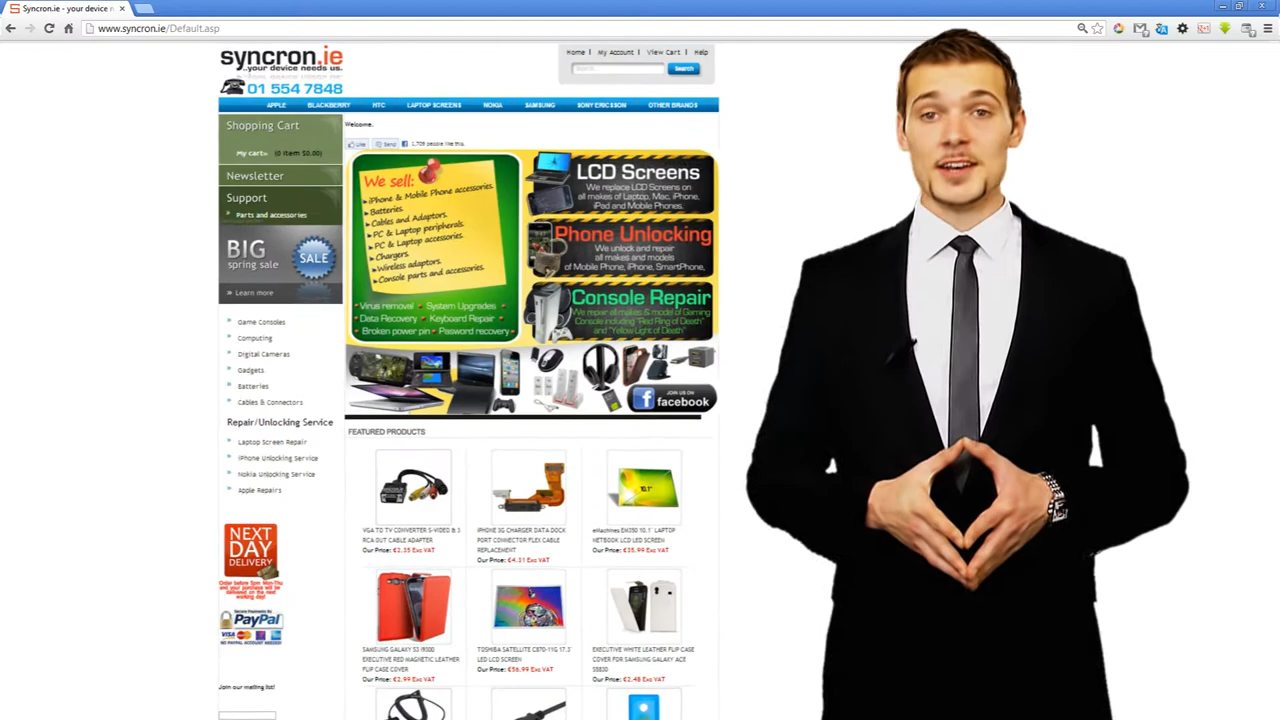 Syncron.ie - your device n
www.syncron.ie/Default.asp
syncron.ie
...your device needs us.
01 554 7848
Home | My Account | View Cart | Help
Search...
Search
APPLE BLACKBERRY HTC LAPTOP SCREENS NOKIA SAMSUNG SONY ERICSSON OTHER BRANDS
Shopping Cart
My cart» (0 item $0,00)
Newsletter
Support
Parts and accessories
BIG
spring sale
SALE
» Learn more
Game Consoles
Computing
Digital Cameras
Gadgets
Batteries
Cables & Connectors
Repair/Unlocking Service
Laptop Screen Repair
iPhone Unlocking Service
Nokia Unlocking Service
Apple Repairs
NEXT
DAY
DELIVERY
Order before 5pm Mon-Thu
and your purchase will be
delivered on the next
working day!
Secure Payments by
PayPal
VISA
NO PAYPAL ACCOUNT NEEDED!
Join our mailing list!
Welcome.
Like Send 1,709 people like this.
We sell:
iPhone & Mobile Phone accessories.
Batteries.
Cables and Adaptors.
PC & Laptop peripherals.
PC & Laptop accessories.
Chargers.
Wireless adaptors.
Console parts and accessories.
Virus removal System Upgrades
Data Recovery Keyboard Repair
Broken power pin Pasword recovery
LCD Screens
We replace LCD Screens on
all makes of Laptop, Mac, iPhone,
iPad and Mobile Phones.
Phone Unlocking
We unlock and repair
all makes and models
of Mobile Phone, iPhone, SmartPhone,
Console Repair
We repair all makes & model of Gaming
Console including "Red Ring of Death"
and "Yellow Light of Death"
JOIN US ON
facebook
FEATURED PRODUCTS
VGA TO TV CONVERTER S-VIDEO & 3
RCA OUT CABLE ADAPTER
Our Price: €2.35 Exc VAT
IPHONE 3G CHARGER DATA DOCK
PORT CONNECTOR FLEX CABLE
REPLACEMENT
Our Price: €4.31 Exc VAT
10.1"
eMachines EM350 10.1" LAPTOP
NETBOOK LCD LED SCREEN
Our Price: €35.99 Exc VAT
SAMSUNG GALAXY S3 I9300
EXECUTIVE RED MAGNETIC LEATHER
FLIP CASE COVER
Our Price: €2.99 Exc VAT
TOSHIBA SATELLITE C870-11G 17.3"
LED LCD SCREEN
Our Price: €56.99 Exc VAT
EXECUTIVE WHITE LEATHER FLIP CASE
COVER FOR SAMSUNG GALAXY ACE
S5830
Our Price: €2.48 Exc VAT